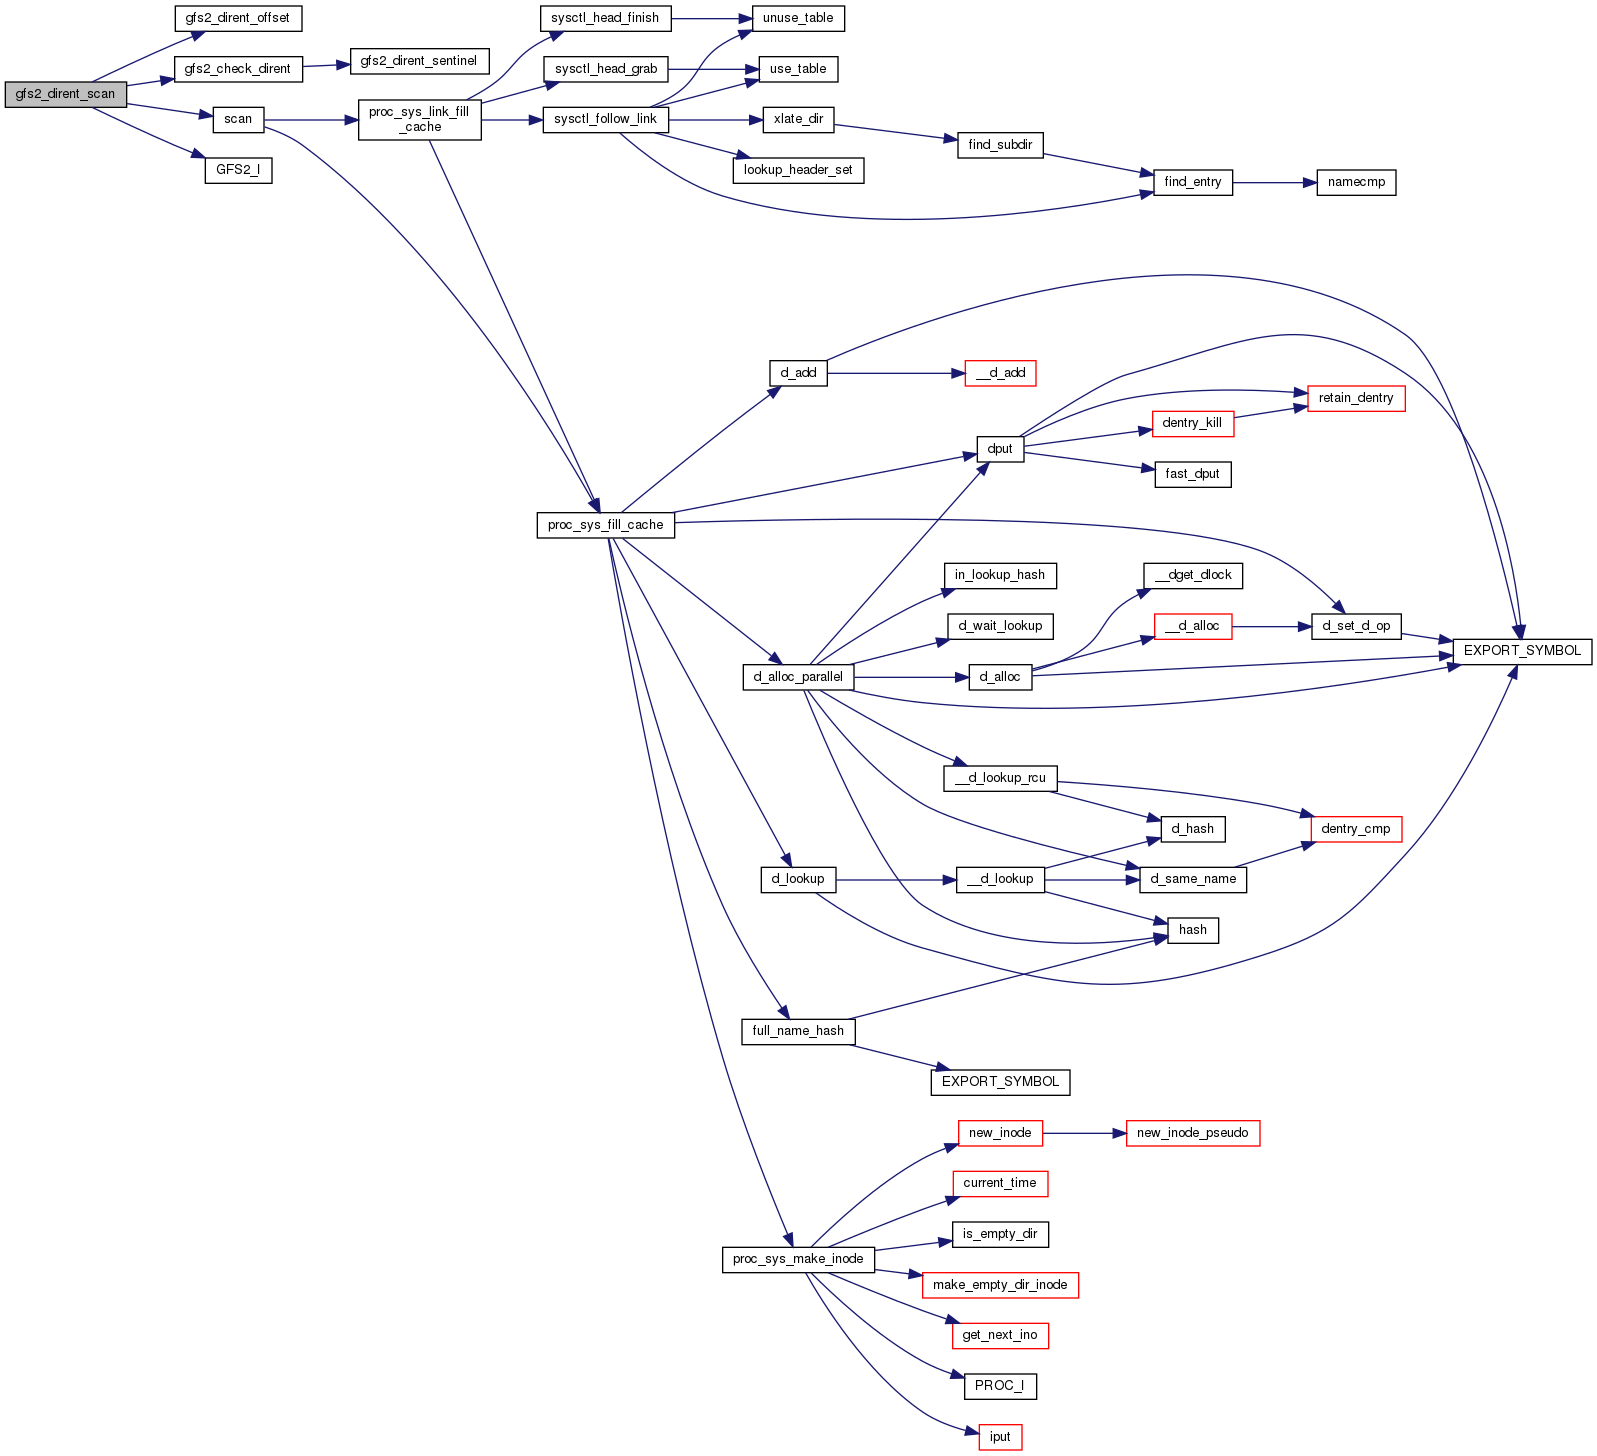 gfs2_dirent_offset
sysctl_head_finish
unuse_table
gfs2_check_dirent
gfs2_dirent_sentinel
sysctl_head_grab
use_table
gfs2_dirent_scan
scan
proc_sys_link_fill
_cache
sysctl_follow_link
xlate_dir
find_subdir
GFS2_I
lookup_header_set
find_entry
namecmp
d_add
__d_add
retain_dentry
dentry_kill
dput
fast_dput
proc_sys_fill_cache
in_lookup_hash
__dget_dlock
d_wait_lookup
__d_alloc
d_set_d_op
EXPORT_SYMBOL
d_alloc_parallel
d_alloc
__d_lookup_rcu
d_hash
dentry_cmp
d_lookup
__d_lookup
d_same_name
hash
full_name_hash
EXPORT_SYMBOL
new_inode
new_inode_pseudo
current_time
is_empty_dir
proc_sys_make_inode
make_empty_dir_inode
get_next_ino
PROC_I
iput